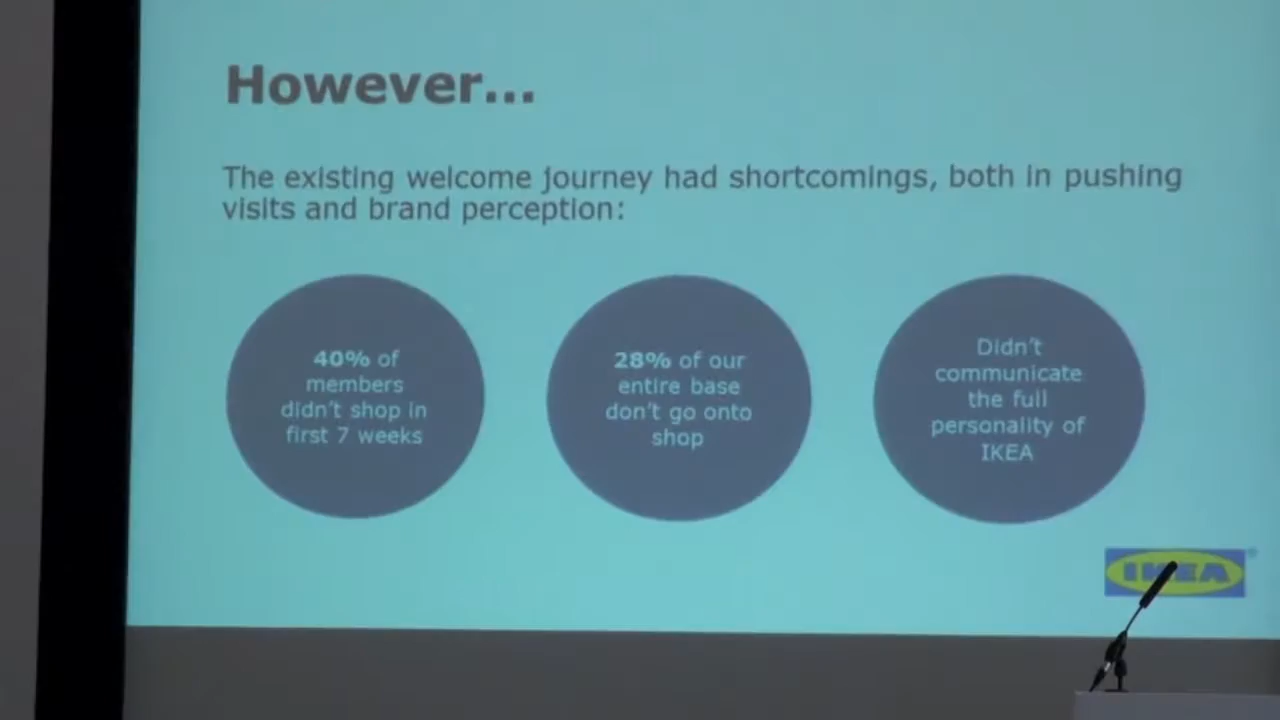 However...
The existing welcome journey had shortcomings, both in pushing
visits and brand perception:
40% of
members
didn't shop in
first 7 weeks
28% of our
entire base
don't go onto
shop
Didn't
communicate
the full
personality of
IKEA
IKEA